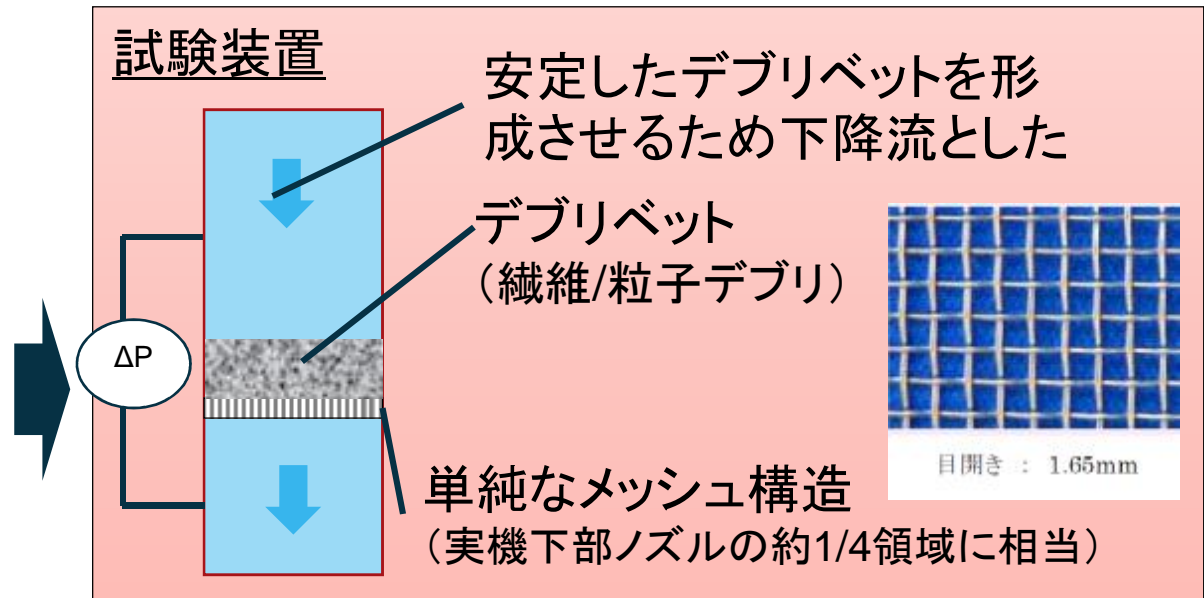 試験装置
安定したデブリベットを形
成させるため下降流とした
デブリベット
（繊維/粒子デブリ）
ΔP
目開き ： 1.65mm
単純なメッシュ構造
（実機下部ノズルの約1/4領域に相当）